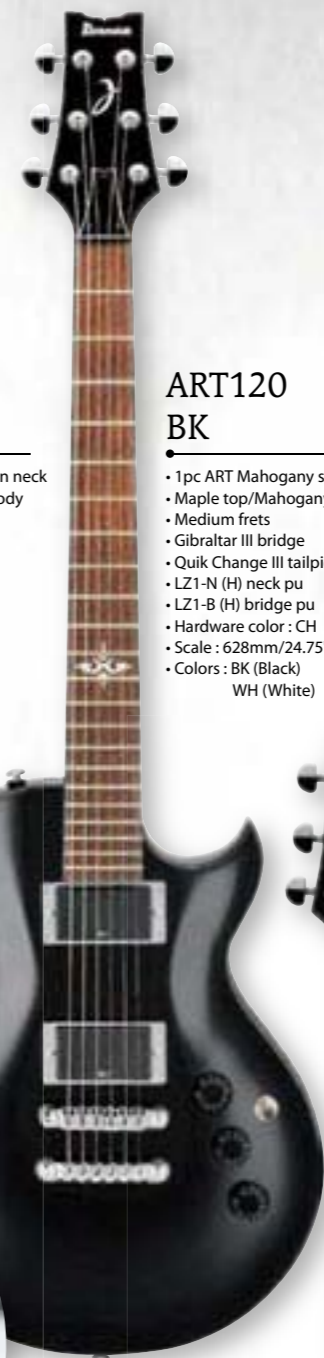 Ibanez
n neck
ody
ART120
BK
• 1pc ART Mahogany s
• Maple top/Mahogany
• Medium frets
• Gibraltar III bridge
• Quik Change III tailpi
• LZ1-N (H) neck pu
• LZ1-B (H) bridge pu
• Hardware color : CH
• Scale : 628mm/24.75"
• Colors : BK (Black)
WH (White)